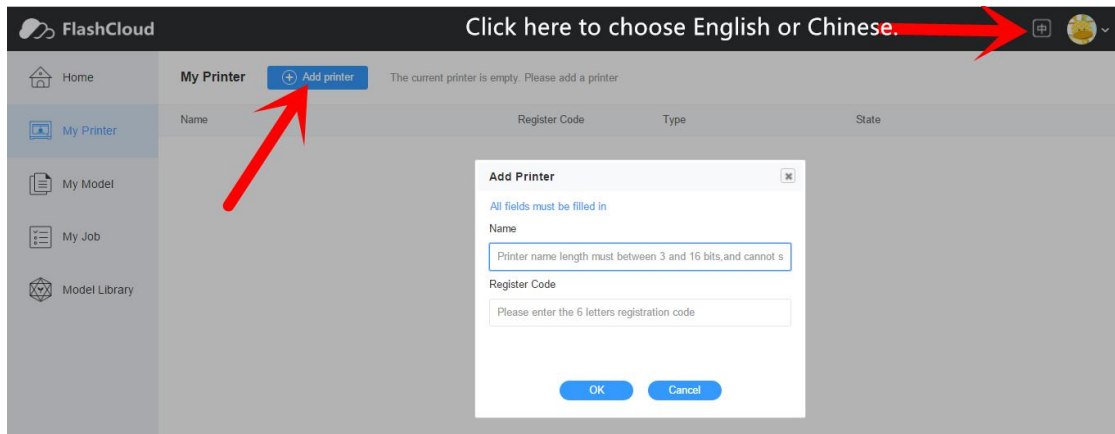 FlashCloud
Click here to choose English or Chinese.
中
Home
My Printer
Add printer
The current printer is empty. Please add a printer
Name
Register Code
Type
State
My Printer
My Model
My Job
Model Library
Add Printer
All fields must be filled in
Name
Printer name length must between 3 and 16 bits,and cannot s
Register Code
Please enter the 6 letters registration code
OK
Cancel